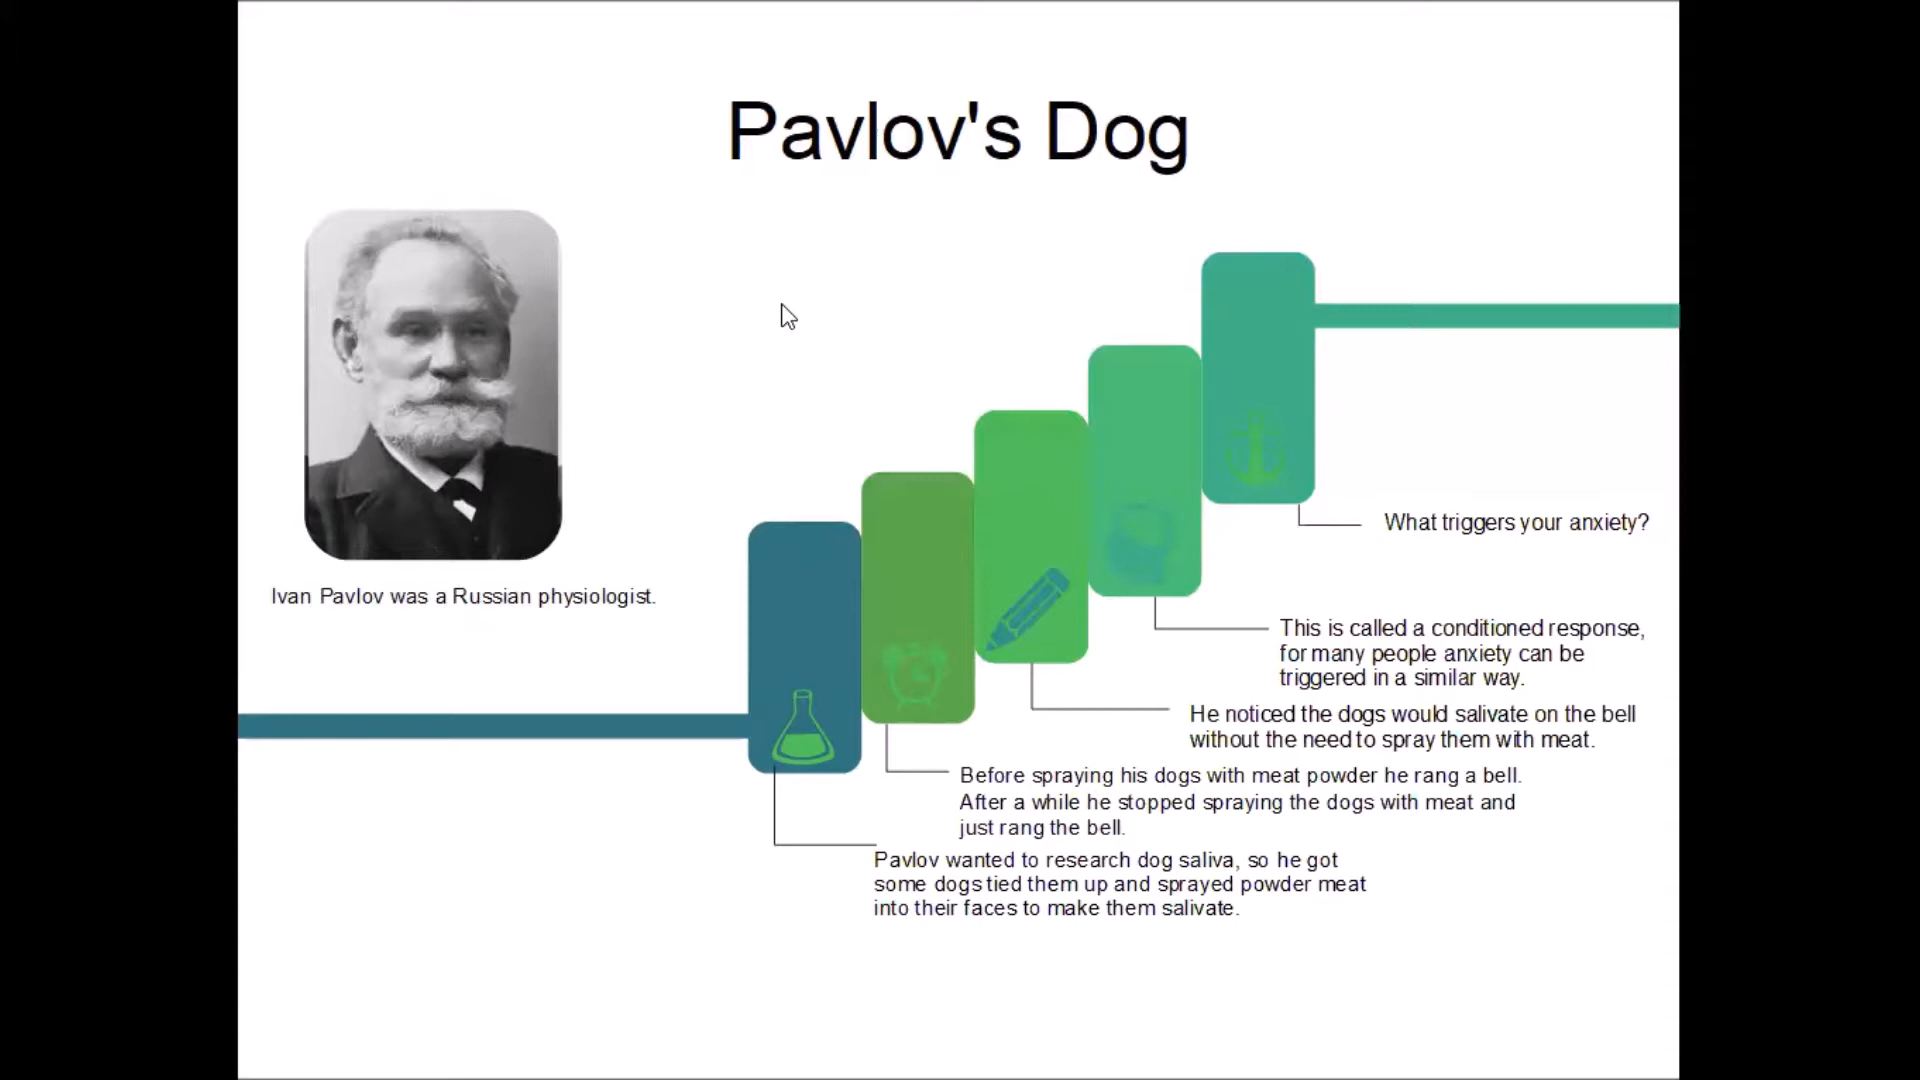 Pavlov's Dog
Ivan Pavlov was a Russian physiologist.
What triggers your anxiety?
This is called a conditioned response,
for many people anxiety can be
triggered in a similar way.
He noticed the dogs would salivate on the bell
without the need to spray them with meat.
Before spraying his dogs with meat powder he rang a bell.
After a while he stopped spraying the dogs with meat and
just rang the bell.
Pavlov wanted to research dog saliva, so he got
some dogs tied them up and sprayed powder meat
into their faces to make them salivate.